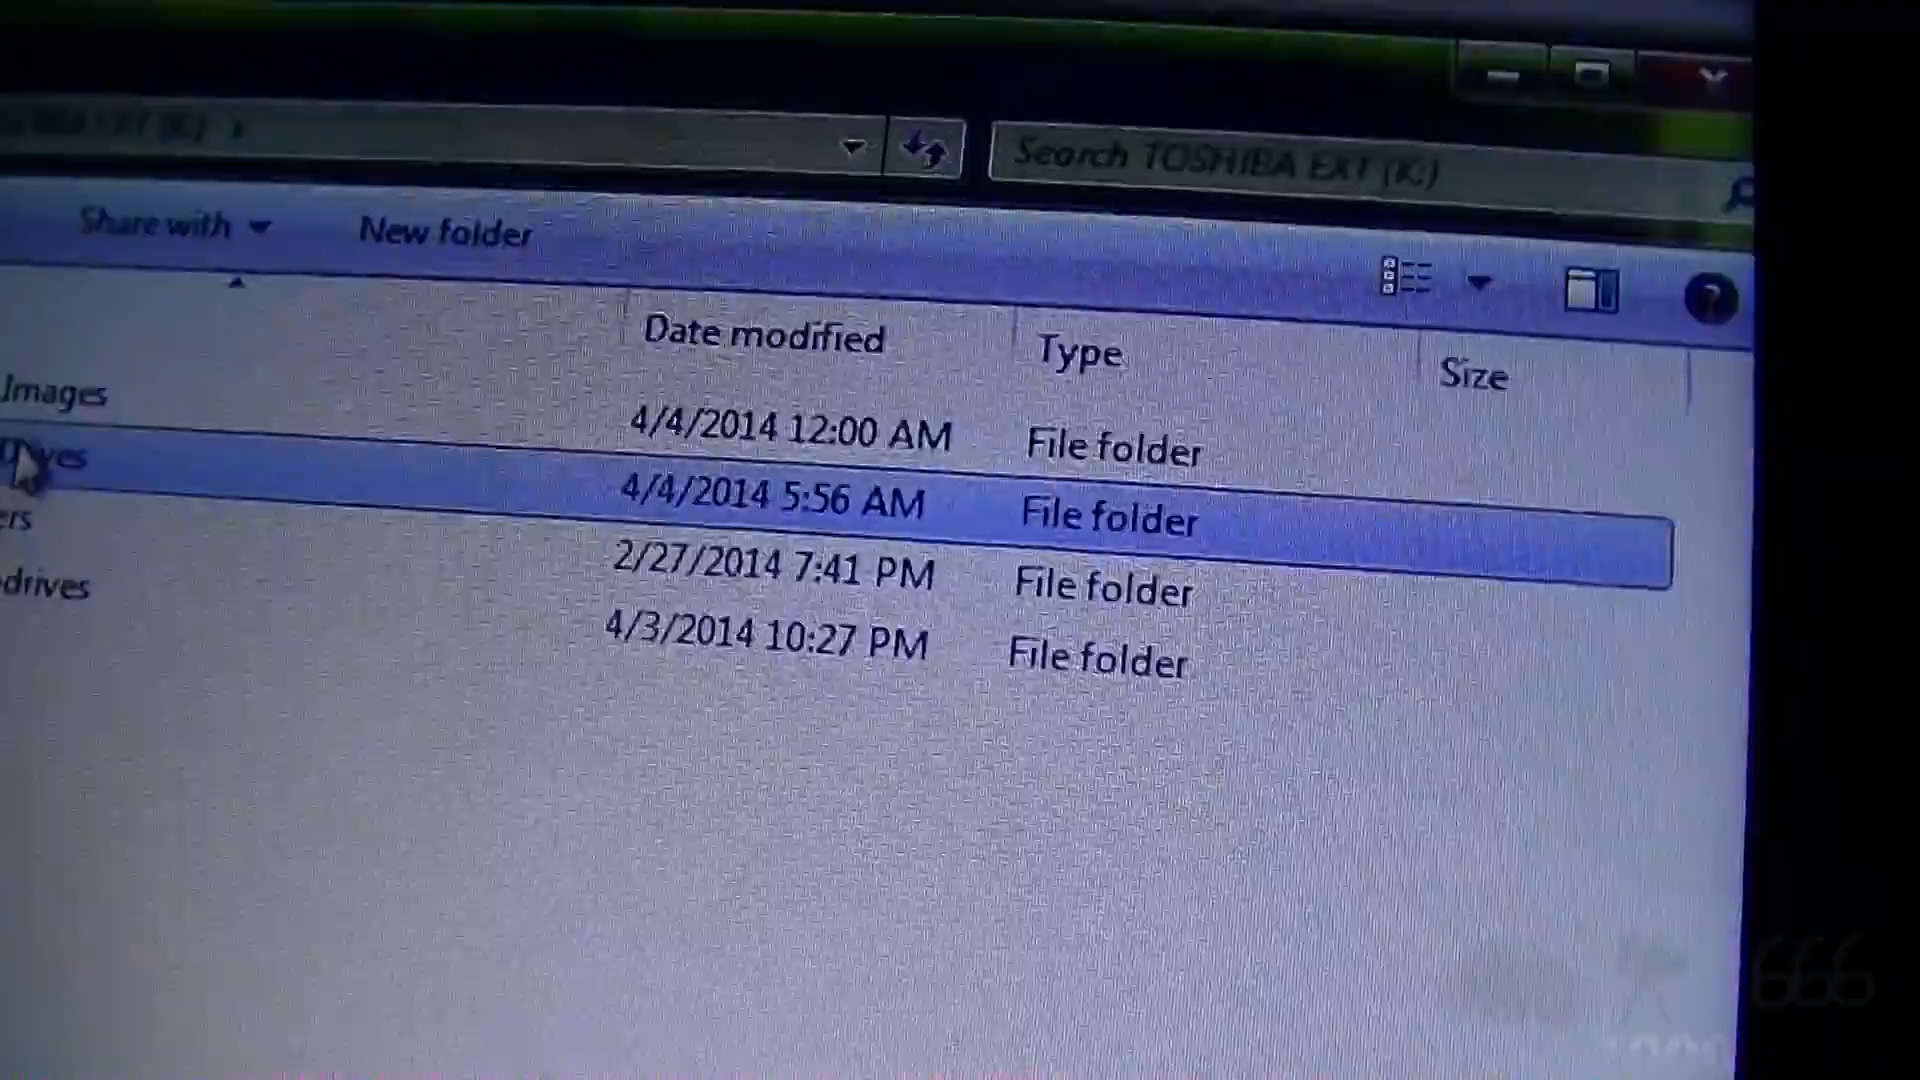 Search TOSHIBA EXT (K:)
Share with New folder
Date modified Type Size
Images 4/4/2014 12:00 AM File folder
4/4/2014 5:56 AM File folder
ers 2/27/2014 7:41 PM File folder
drives 4/3/2014 10:27 PM File folder
666